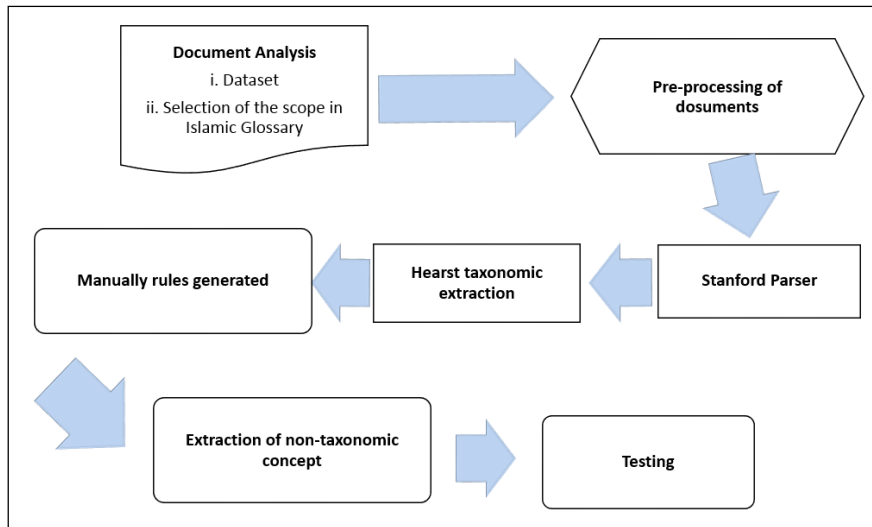 Document Analysis
i. Dataset
ii. Selection of the scope in
Islamic Glossary
Pre-processing of
dosuments
Stanford Parser
Hearst taxonomic
extraction
Manually rules generated
Extraction of non-taxonomic
concept
Testing